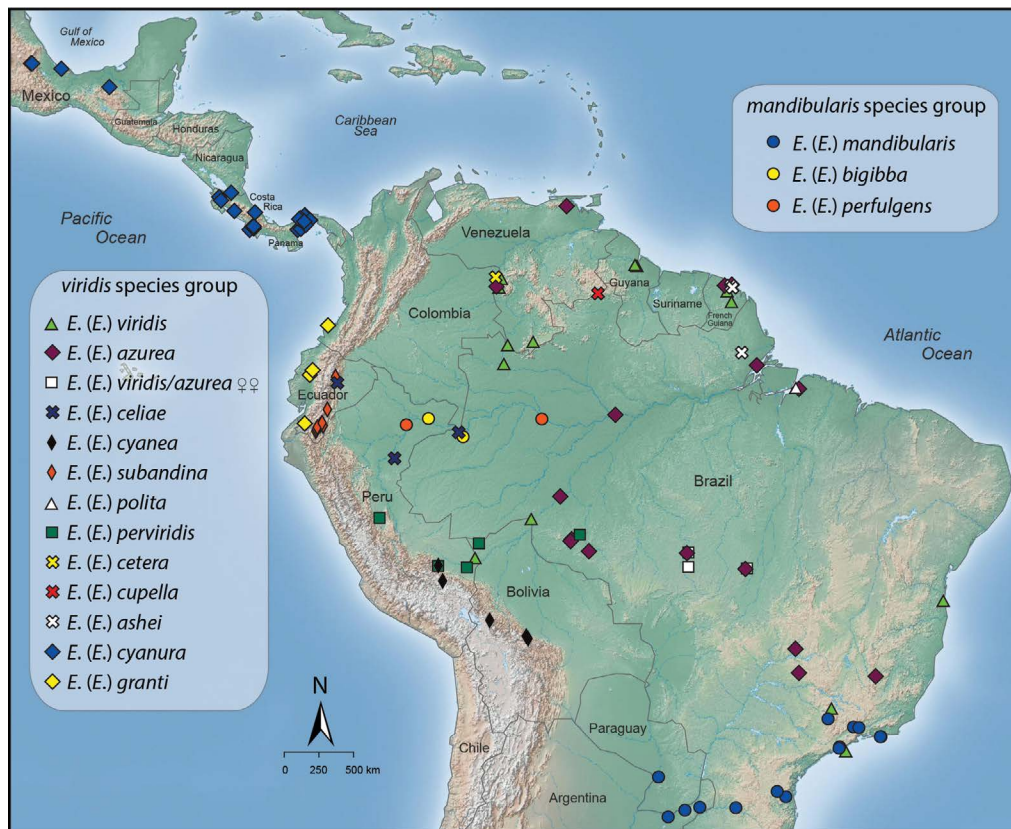 Gulf of
Mexico
Mexico
Guatemala
Honduras
Nicaragua
Caribbean
Sea
Costa
Rica
Panama
Pacific
Ocean
Venezuela
Colombia
Guyana
Suriname
French
Guiana
Atlantic
Ocean
Ecuador
Peru
Brazil
Bolivia
Paraguay
Chile
Argentina
mandibularis species group
E. (E.) mandibularis
E. (E.) bigibba
E. (E.) perfulgens
viridis species group
E. (E.) viridis
E. (E.) azurea
E. (E.) viridis/azurea ♀♀
E. (E.) celiae
E. (E.) cyanea
E. (E.) subandina
E. (E.) polita
E. (E.) perviridis
E. (E.) cetera
E. (E.) cupella
E. (E.) ashei
E. (E.) cyanura
E. (E.) granti
N
0 250 500 km